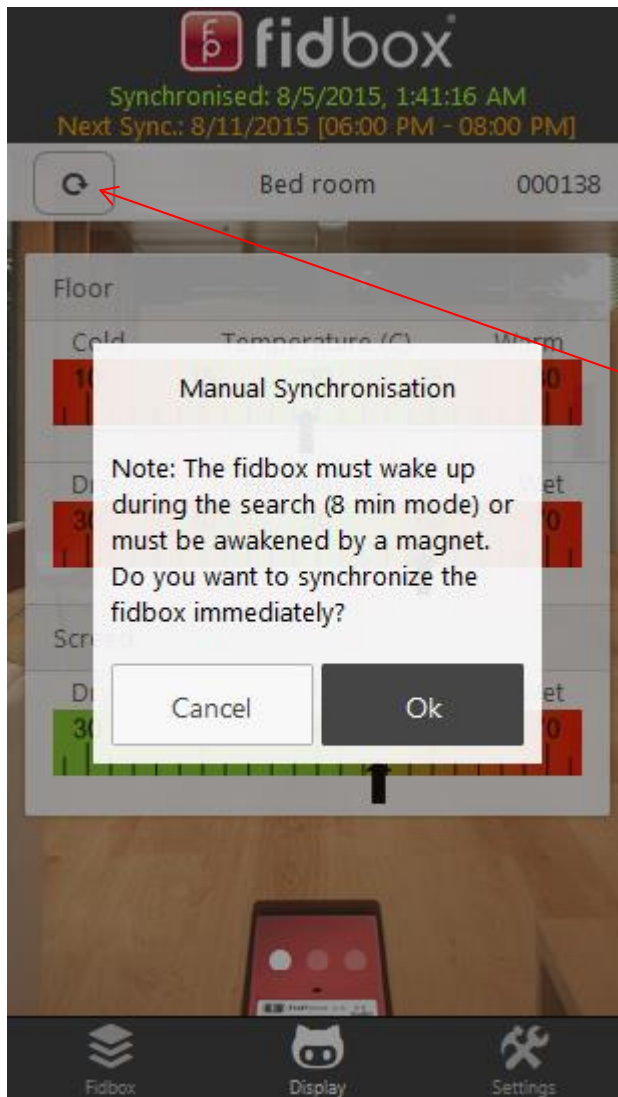 fidbox
Synchronised: 8/5/2015, 1:41:16 AM
Next Sync.: 8/11/2015 [06:00 PM - 08:00 PM]
Bed room 000138
Floor
Cold Temperature (C) Warm
Manual Synchronisation
Note: The fidbox must wake up
during the search (8 min mode) or
must be awakened by a magnet.
Do you want to synchronize the
fidbox immediately?
Cancel Ok
Fidbox Display Settings